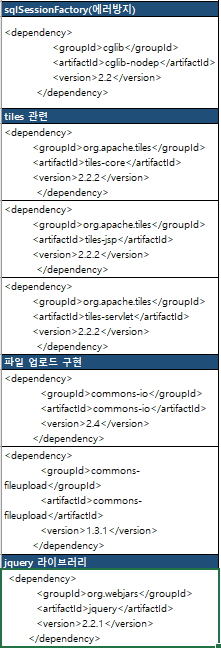 sqlSessionFactory(에러방지)
<dependency>
<groupId>cglib</groupId>
<artifactId>cglib-nodep</artifactId>
<version>2.2</version>
</dependency>
tiles 관련
<dependency>
<groupId>org.apache.tiles</groupId>
<artifactId>tiles-core</artifactId>
<version>2.2.2</version>
</dependency>
<dependency>
<groupId>org.apache.tiles</groupId>
<artifactId>tiles-jsp</artifactId>
<version>2.2.2</version>
</dependency>
<dependency>
<groupId>org.apache.tiles</groupId>
<artifactId>tiles-servlet</artifactId>
<version>2.2.2</version>
</dependency>
파일 업로드 구현
<dependency>
<groupId>commons-io</groupId>
<artifactId>commons-io</artifactId>
<version>2.4</version>
</dependency>
<dependency>
<groupId>commons-
fileupload</groupId>
<artifactId>commons-
fileupload</artifactId>
<version>1.3.1</version>
</dependency>
jquery 라이브러리
<dependency>
<groupId>org.webjars</groupId>
<artifactId>jquery</artifactId>
<version>2.2.1</version>
</dependency>